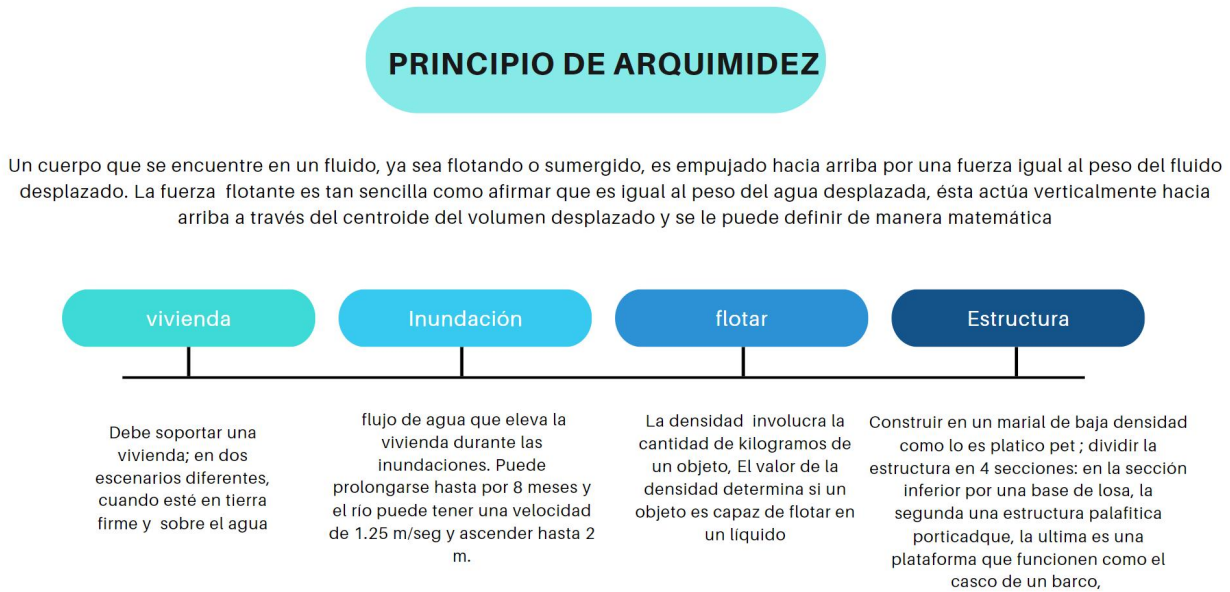 PRINCIPIO DE ARQUIMIDEZ
Un cuerpo que se encuentre en un fluido, ya sea flotando o sumergido, es empujado hacia arriba por una fuerza igual al peso del fluido
desplazado. La fuerza flotante es tan sencilla como afirmar que es igual al peso del agua desplazada, ésta actúa verticalmente hacia
arriba a través del centroide del volumen desplazado y se le puede definir de manera matemática
vivienda
Debe soportar una
vivienda; en dos
escenarios diferentes,
cuando esté en tierra
firme y sobre el agua
Inundación
flujo de agua que eleva la
vivienda durante las
inundaciones. Puede
prolongarse hasta por 8 meses y
el río puede tener una velocidad
de 1.25 m/seg y ascender hasta 2
m.
flotar
La densidad involucra la
cantidad de kilogramos de
un objeto, El valor de la
densidad determina si un
objeto es capaz de flotar en
un líquido
Estructura
Construir en un marial de baja densidad
como lo es platico pet ; dividir la
estructura en 4 secciones: en la sección
inferior por una base de losa, la
segunda una estructura palafitica
porticadque, la ultima es una
plataforma que funcionen como el
casco de un barco,